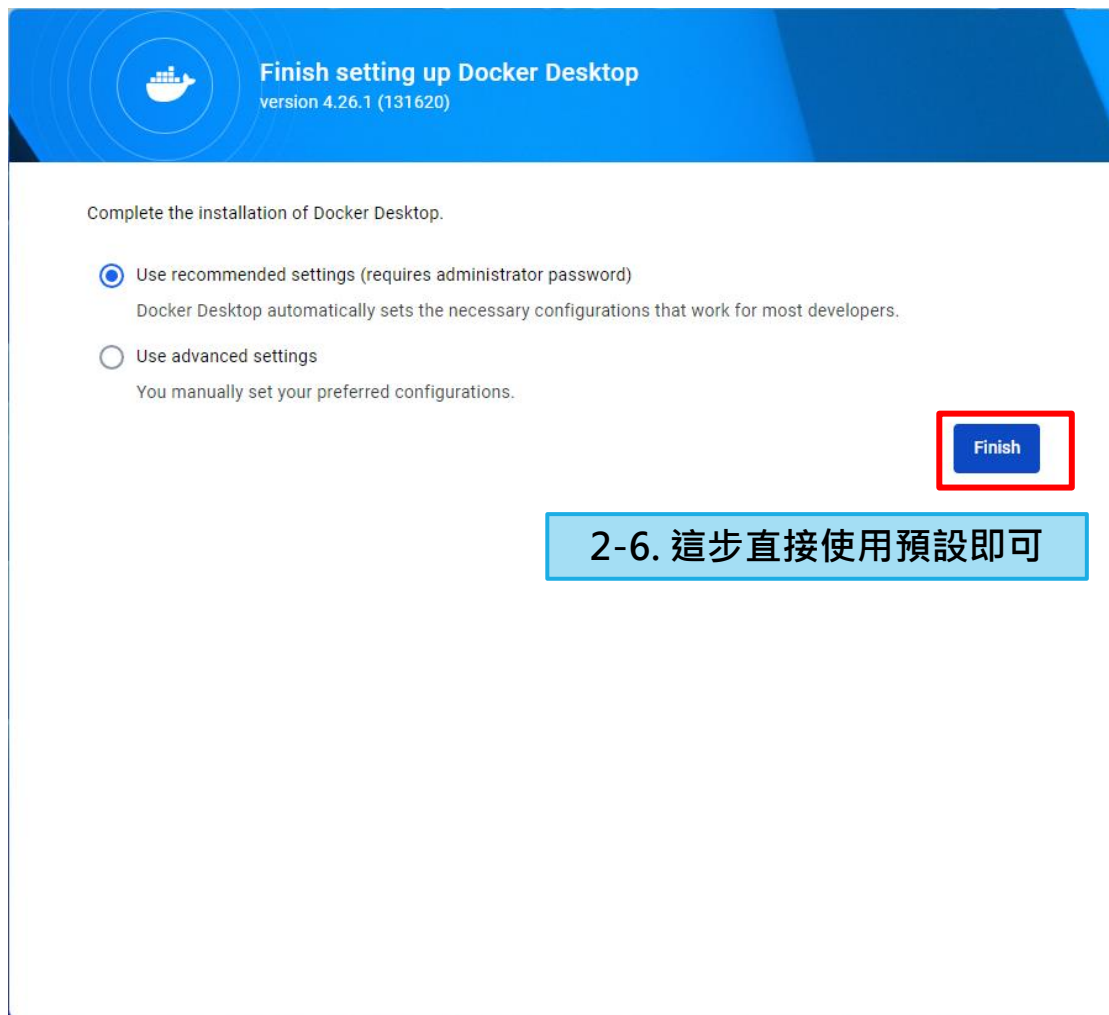 Finish setting up Docker Desktop
version 4.26.1 (131620)
Complete the installation of Docker Desktop.
Use recommended settings (requires administrator password)
Docker Desktop automatically sets the necessary configurations that work for most developers.
Use advanced settings
You manually set your preferred configurations.
Finish
2-6. 這步直接使用預設即可